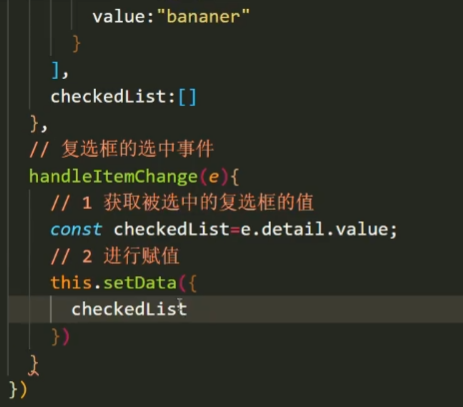 value:"bananer"
}
],
checkedList:[]
},
// 复选框的选中事件
handleItemChange(e){
// 1 获取被选中的复选框的值
const checkedList=e.detail.value;
// 2 进行赋值
this.setData({
checkedList
})
}
})